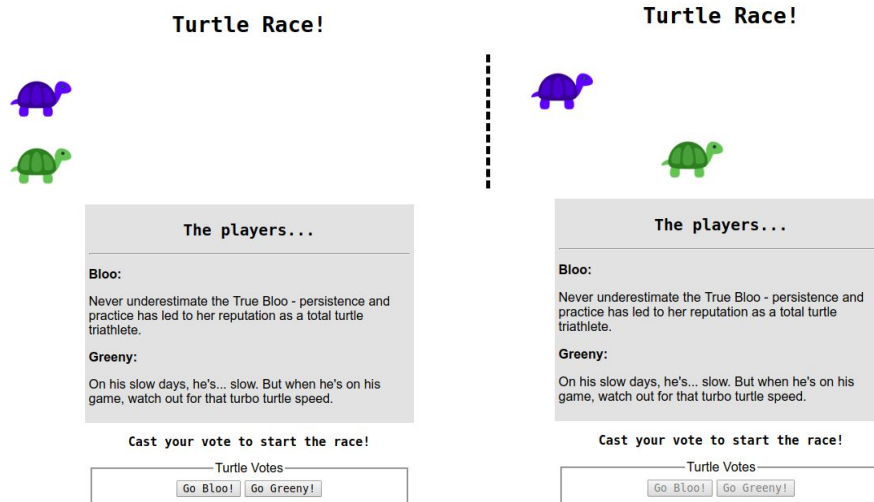 Turtle Race!
The players...
Bloo:
Never underestimate the True Bloo - persistence and
practice has led to her reputation as a total turtle
triathlete.
Greeny:
On his slow days, he's... slow. But when he's on his
game, watch out for that turbo turtle speed.
Cast your vote to start the race!
Turtle Votes
Go Bloo! Go Greeny!
Turtle Race!
The players...
Bloo:
Never underestimate the True Bloo - persistence and
practice has led to her reputation as a total turtle
triathlete.
Greeny:
On his slow days, he's... slow. But when he's on his
game, watch out for that turbo turtle speed.
Cast your vote to start the race!
Turtle Votes
Go Bloo! Go Greeny!